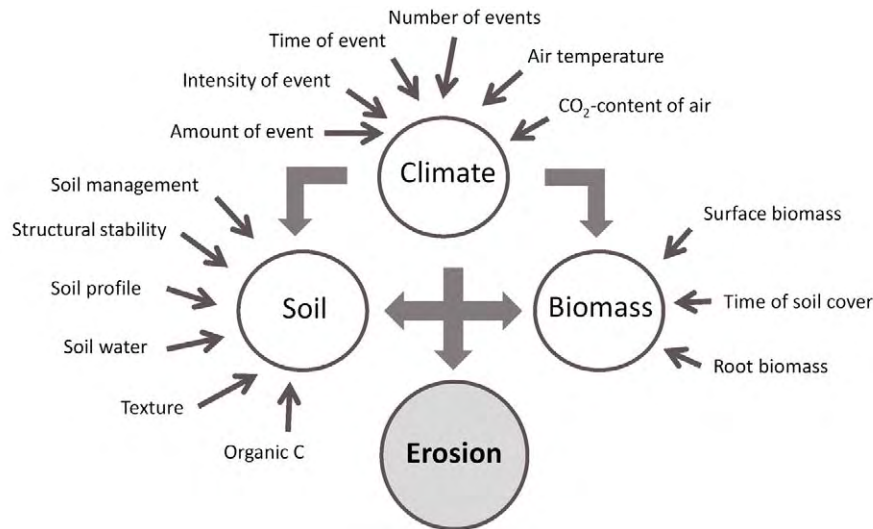 Number of events
Time of event
Air temperature
Intensity of event
CO₂-content of air
Amount of event
Climate
Soil management
Surface biomass
Structural stability
Soil profile
Soil
Biomass
Time of soil cover
Soil water
Root biomass
Texture
Organic C
Erosion